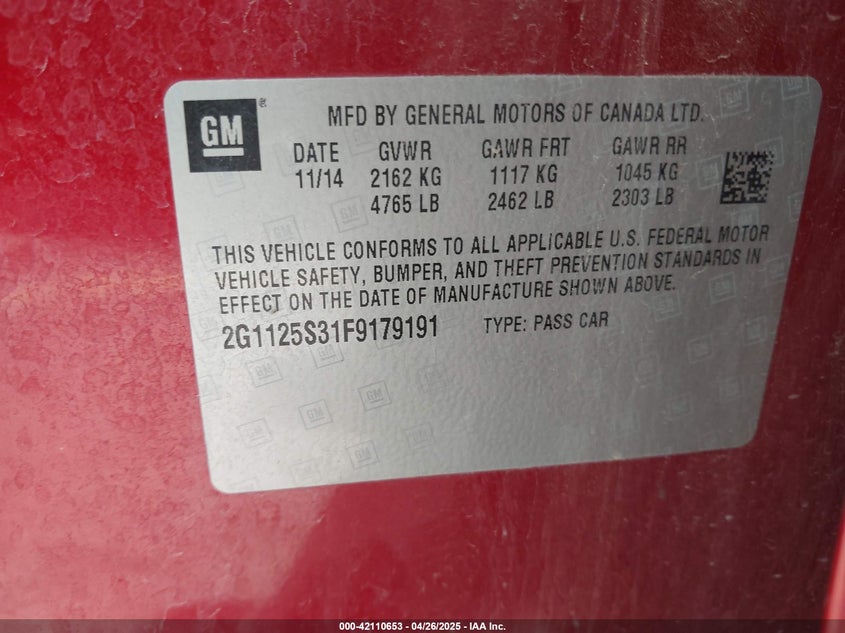 GM
®
MFD BY GENERAL MOTORS OF CANADA LTD.
DATE GVWR GAWR FRT GAWR RR
11/14 2162 KG 1117 KG 1045 KG
4765 LB 2462 LB 2303 LB
THIS VEHICLE CONFORMS TO ALL APPLICABLE U.S. FEDERAL MOTOR
VEHICLE SAFETY, BUMPER, AND THEFT PREVENTION STANDARDS IN
EFFECT ON THE DATE OF MANUFACTURE SHOWN ABOVE.
2G1125S31F9179191 TYPE: PASS CAR
000-42110653 - 04/26/2025 - IAA Inc.